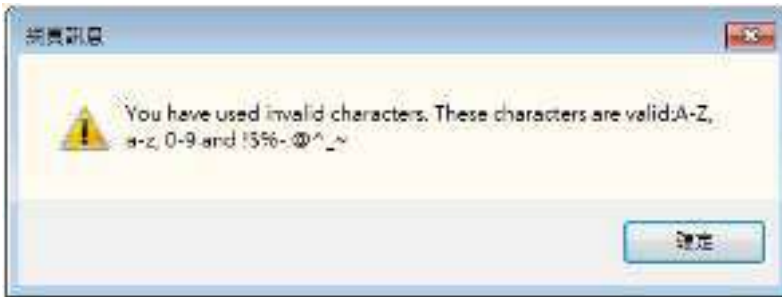 網頁訊息
You have used invalid characters. These characters are valid:A-Z,
a-z, 0-9 and !$%-.@^_~
確定